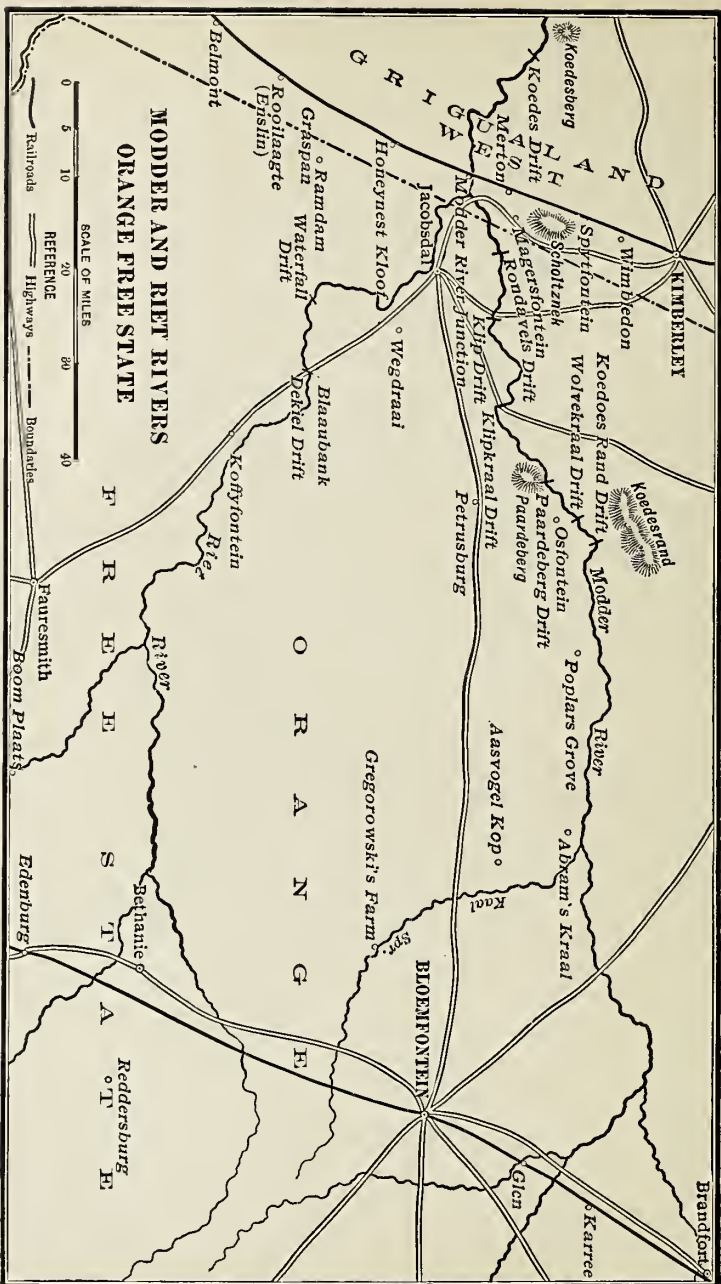 MODDER AND RIET RIVERS
ORANGE FREE STATE
SCALE OF MILES
0 5 10 20 30 40
REFERENCE
Railroads Highways Boundaries
GRIQUALAND
WEST
ORANGE
FREE STATE
Koedesberg
Koedes Drift
Merton
KIMBERLEY
Wimbledon
Spytfontein
Scholtznek
Magersfontein
Rondavels Drift
Modder River Junction
Klip Drift
Klipkraal Drift
Jacobsdal
Honeynest Kloof
Wegdraai
Belmont
Rooilaagte
(Enslin)
Graspan
Ramdam
Waterfall
Drift
Blaaubank
Dekiel Drift
Koffyfontein
Riet
River
Fauresmith
Boom Plaats
Koedoes Rand Drift
Wolvekraal Drift
Koedesrand
Paardeberg Drift
Paardeberg
Osfontein
Petrusburg
Modder
River
Poplars Grove
Abram's Kraal
Aasvogel Kop
Kaal
Spr.
Gregorowski's Farm
BLOEMFONTEIN
Bethanie
Edenburg
Reddersburg
Glen
Karree
Brandfort